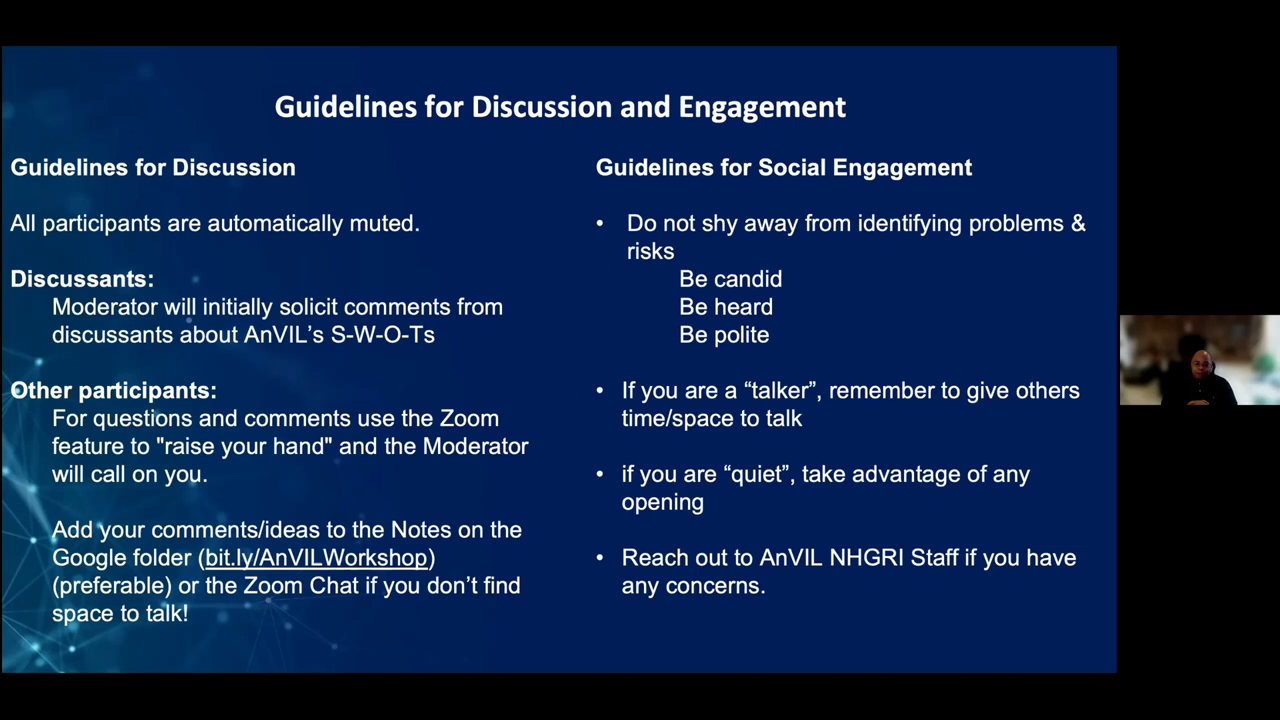 Guidelines for Discussion and Engagement
Guidelines for Discussion
All participants are automatically muted.
Discussants:
Moderator will initially solicit comments from
discussants about AnVIL’s S-W-O-Ts
Other participants:
For questions and comments use the Zoom
feature to "raise your hand" and the Moderator
will call on you.
Add your comments/ideas to the Notes on the
Google folder (bit.ly/AnVILWorkshop)
(preferable) or the Zoom Chat if you don’t find
space to talk!
Guidelines for Social Engagement
• Do not shy away from identifying problems &
risks
Be candid
Be heard
Be polite
• If you are a “talker”, remember to give others
time/space to talk
• if you are “quiet”, take advantage of any
opening
• Reach out to AnVIL NHGRI Staff if you have
any concerns.